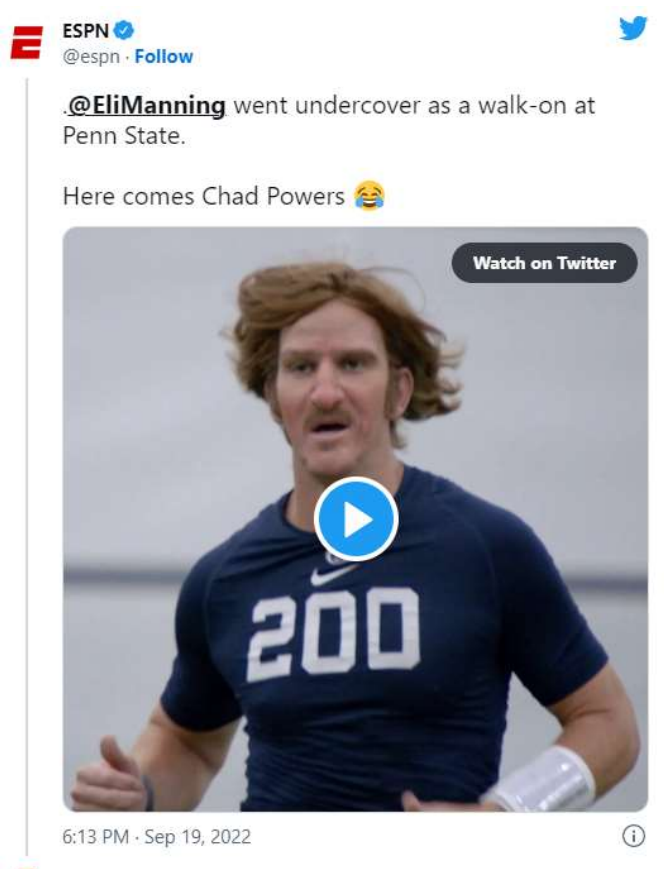 ESPN
@espn · Follow
.@EliManning went undercover as a walk-on at
Penn State.
Here comes Chad Powers 😂
Watch on Twitter
200
6:13 PM · Sep 19, 2022